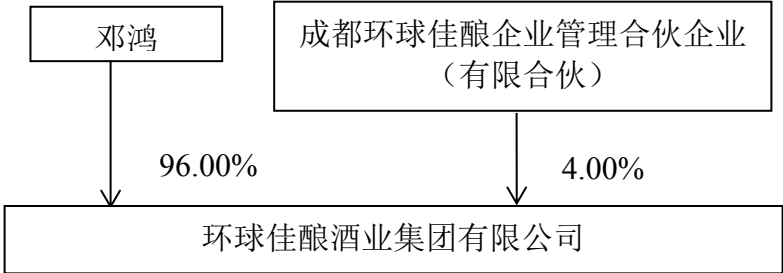 邓鸿
成都环球佳酿企业管理合伙企业
（有限合伙）
96.00%
4.00%
环球佳酿酒业集团有限公司